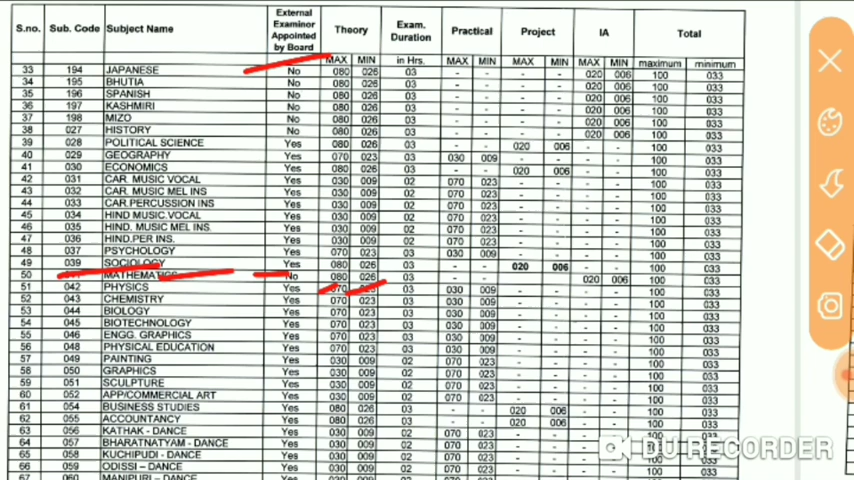 S.no. Sub. Code Subject Name External Examinor Appointed by Board Theory Exam. Duration Practical Project IA Total
MAX MIN in Hrs. MAX MIN MAX MIN MAX MIN maximum minimum
33 194 JAPANESE No 080 026 03 - - - - 020 006 100 033
34 195 BHUTIA No 080 026 03 - - - - 020 006 100 033
35 196 SPANISH No 080 026 03 - - - - 020 006 100 033
36 197 KASHMIRI No 080 026 03 - - - - 020 006 100 033
37 198 MIZO No 080 026 03 - - - - 020 006 100 033
38 027 HISTORY No 080 026 03 - - - - 020 006 100 033
39 028 POLITICAL SCIENCE Yes 080 026 03 - - 020 006 - - 100 033
40 029 GEOGRAPHY Yes 070 023 03 030 009 - - - - 100 033
41 030 ECONOMICS Yes 080 026 03 - - 020 006 - - 100 033
42 031 CAR. MUSIC VOCAL Yes 030 009 02 070 023 - - - - 100 033
43 032 CAR. MUSIC MEL INS Yes 030 009 02 070 023 - - - - 100 033
44 033 CAR.PERCUSSION INS Yes 030 009 02 070 023 - - - - 100 033
45 034 HIND MUSIC.VOCAL Yes 030 009 02 070 023 - - - - 100 033
46 035 HIND. MUSIC MEL INS. Yes 030 009 02 070 023 - - - - 100 033
47 036 HIND.PER INS. Yes 030 009 02 070 023 - - - - 100 033
48 037 PSYCHOLOGY Yes 070 023 03 030 009 - - - - 100 033
49 039 SOCIOLOGY Yes 080 026 03 - - 020 006 - - 100 033
50 MATHEMATICS No 080 026 03 - - - - 020 006 100 033
51 042 PHYSICS Yes 070 03 030 009 - - - - 100 033
52 043 CHEMISTRY Yes 070 023 03 030 009 - - - - 100 033
53 044 BIOLOGY Yes 070 023 03 030 009 - - - - 100 033
54 045 BIOTECHNOLOGY Yes 070 023 03 030 009 - - - - 100 033
55 046 ENGG. GRAPHICS Yes 070 023 03 030 009 - - - - 100 033
56 048 PHYSICAL EDUCATION Yes 070 023 03 030 009 - - - - 100 033
57 049 PAINTING Yes 030 009 02 070 023 - - - - 100 033
58 050 GRAPHICS Yes 030 009 02 070 023 - - - - 100 033
59 051 SCULPTURE Yes 030 009 02 070 023 - - - - 100 033
60 052 APP/COMMERCIAL ART Yes 030 009 02 070 023 - - - - 100 033
61 054 BUSINESS STUDIES Yes 080 026 03 - - 020 006 - - 100 033
62 055 ACCOUNTANCY Yes 080 026 03 - - 020 006 - - 100 033
63 056 KATHAK - DANCE Yes 030 009 02 070 023 - - - - 100 033
64 057 BHARATNATYAM - DANCE Yes 030 009 02 070 023
65 058 KUCHIPUDI - DANCE Yes 030 009 02 070 023
66 059 ODISSI – DANCE Yes 030 009 02 070 023 - - - - 100 033
67 060 MANIPURI – DANCE Yes 030 009 02 070 023
DU RECORDER